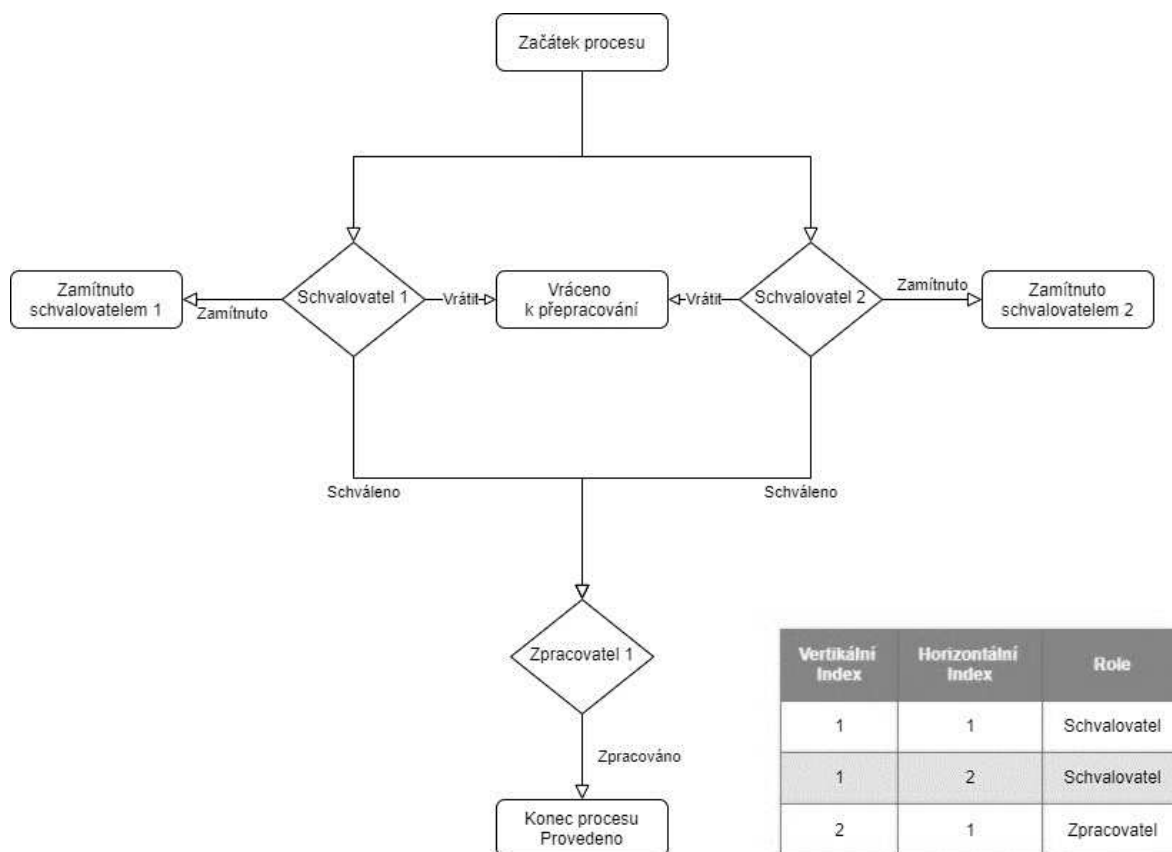 Začátek procesu
Zamítnuto
schvalovatelem 1
Zamítnuto
Schvalovatel 1
Vrátit
Vráceno
k přepracování
Vrátit
Schvalovatel 2
Zamítnuto
Zamítnuto
schvalovatelem 2
Schváleno
Schváleno
Zpracovatel 1
Zpracováno
Konec procesu
Provedeno
Vertikální Index
Horizontální Index
Role
1 1 Schvalovatel
1 2 Schvalovatel
2 1 Zpracovatel